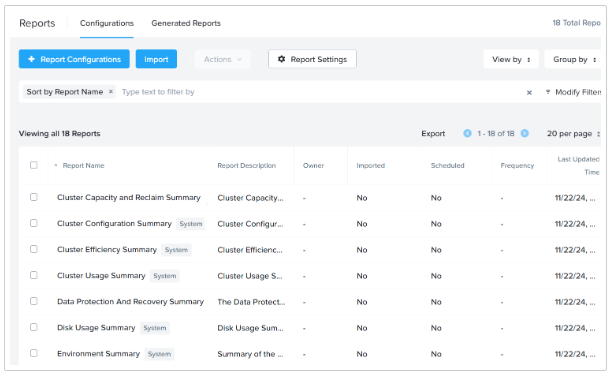 Reports Configurations Generated Reports 18 Total Repo
+ Report Configurations Import Actions Report Settings View by Group by
Sort by Report Name × Type text to filter by × Modify Filters
Viewing all 18 Reports Export 1 - 18 of 18 20 per page
Report Name Report Description Owner Imported Scheduled Frequency Last Updated Time
Cluster Capacity and Reclaim Summary Cluster Capacity... - No No - 11/22/24, ...
Cluster Configuration Summary System Cluster Configur... - No No - 11/22/24, ...
Cluster Efficiency Summary System Cluster Efficienc... - No No - 11/22/24, ...
Cluster Usage Summary System Cluster Usage S... - No No - 11/22/24, ...
Data Protection And Recovery Summary The Data Protect... - No No - 11/22/24, ...
Disk Usage Summary System Disk Usage Sum... - No No - 11/22/24, ...
Environment Summary System Summary of the ... - No No - 11/22/24, ...